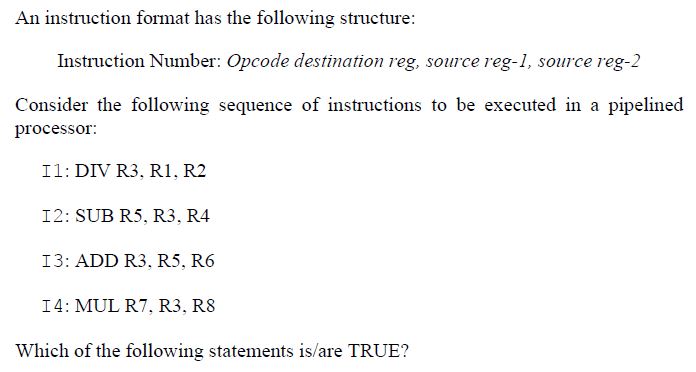 An instruction format has the following structure:
Instruction Number: Opcode destination reg, source reg-1, source reg-2
Consider the following sequence of instructions to be executed in a pipelined
processor:
I1: DIV R3, R1, R2
I2: SUB R5, R3, R4
I3: ADD R3, R5, R6
I4: MUL R7, R3, R8
Which of the following statements is/are TRUE?